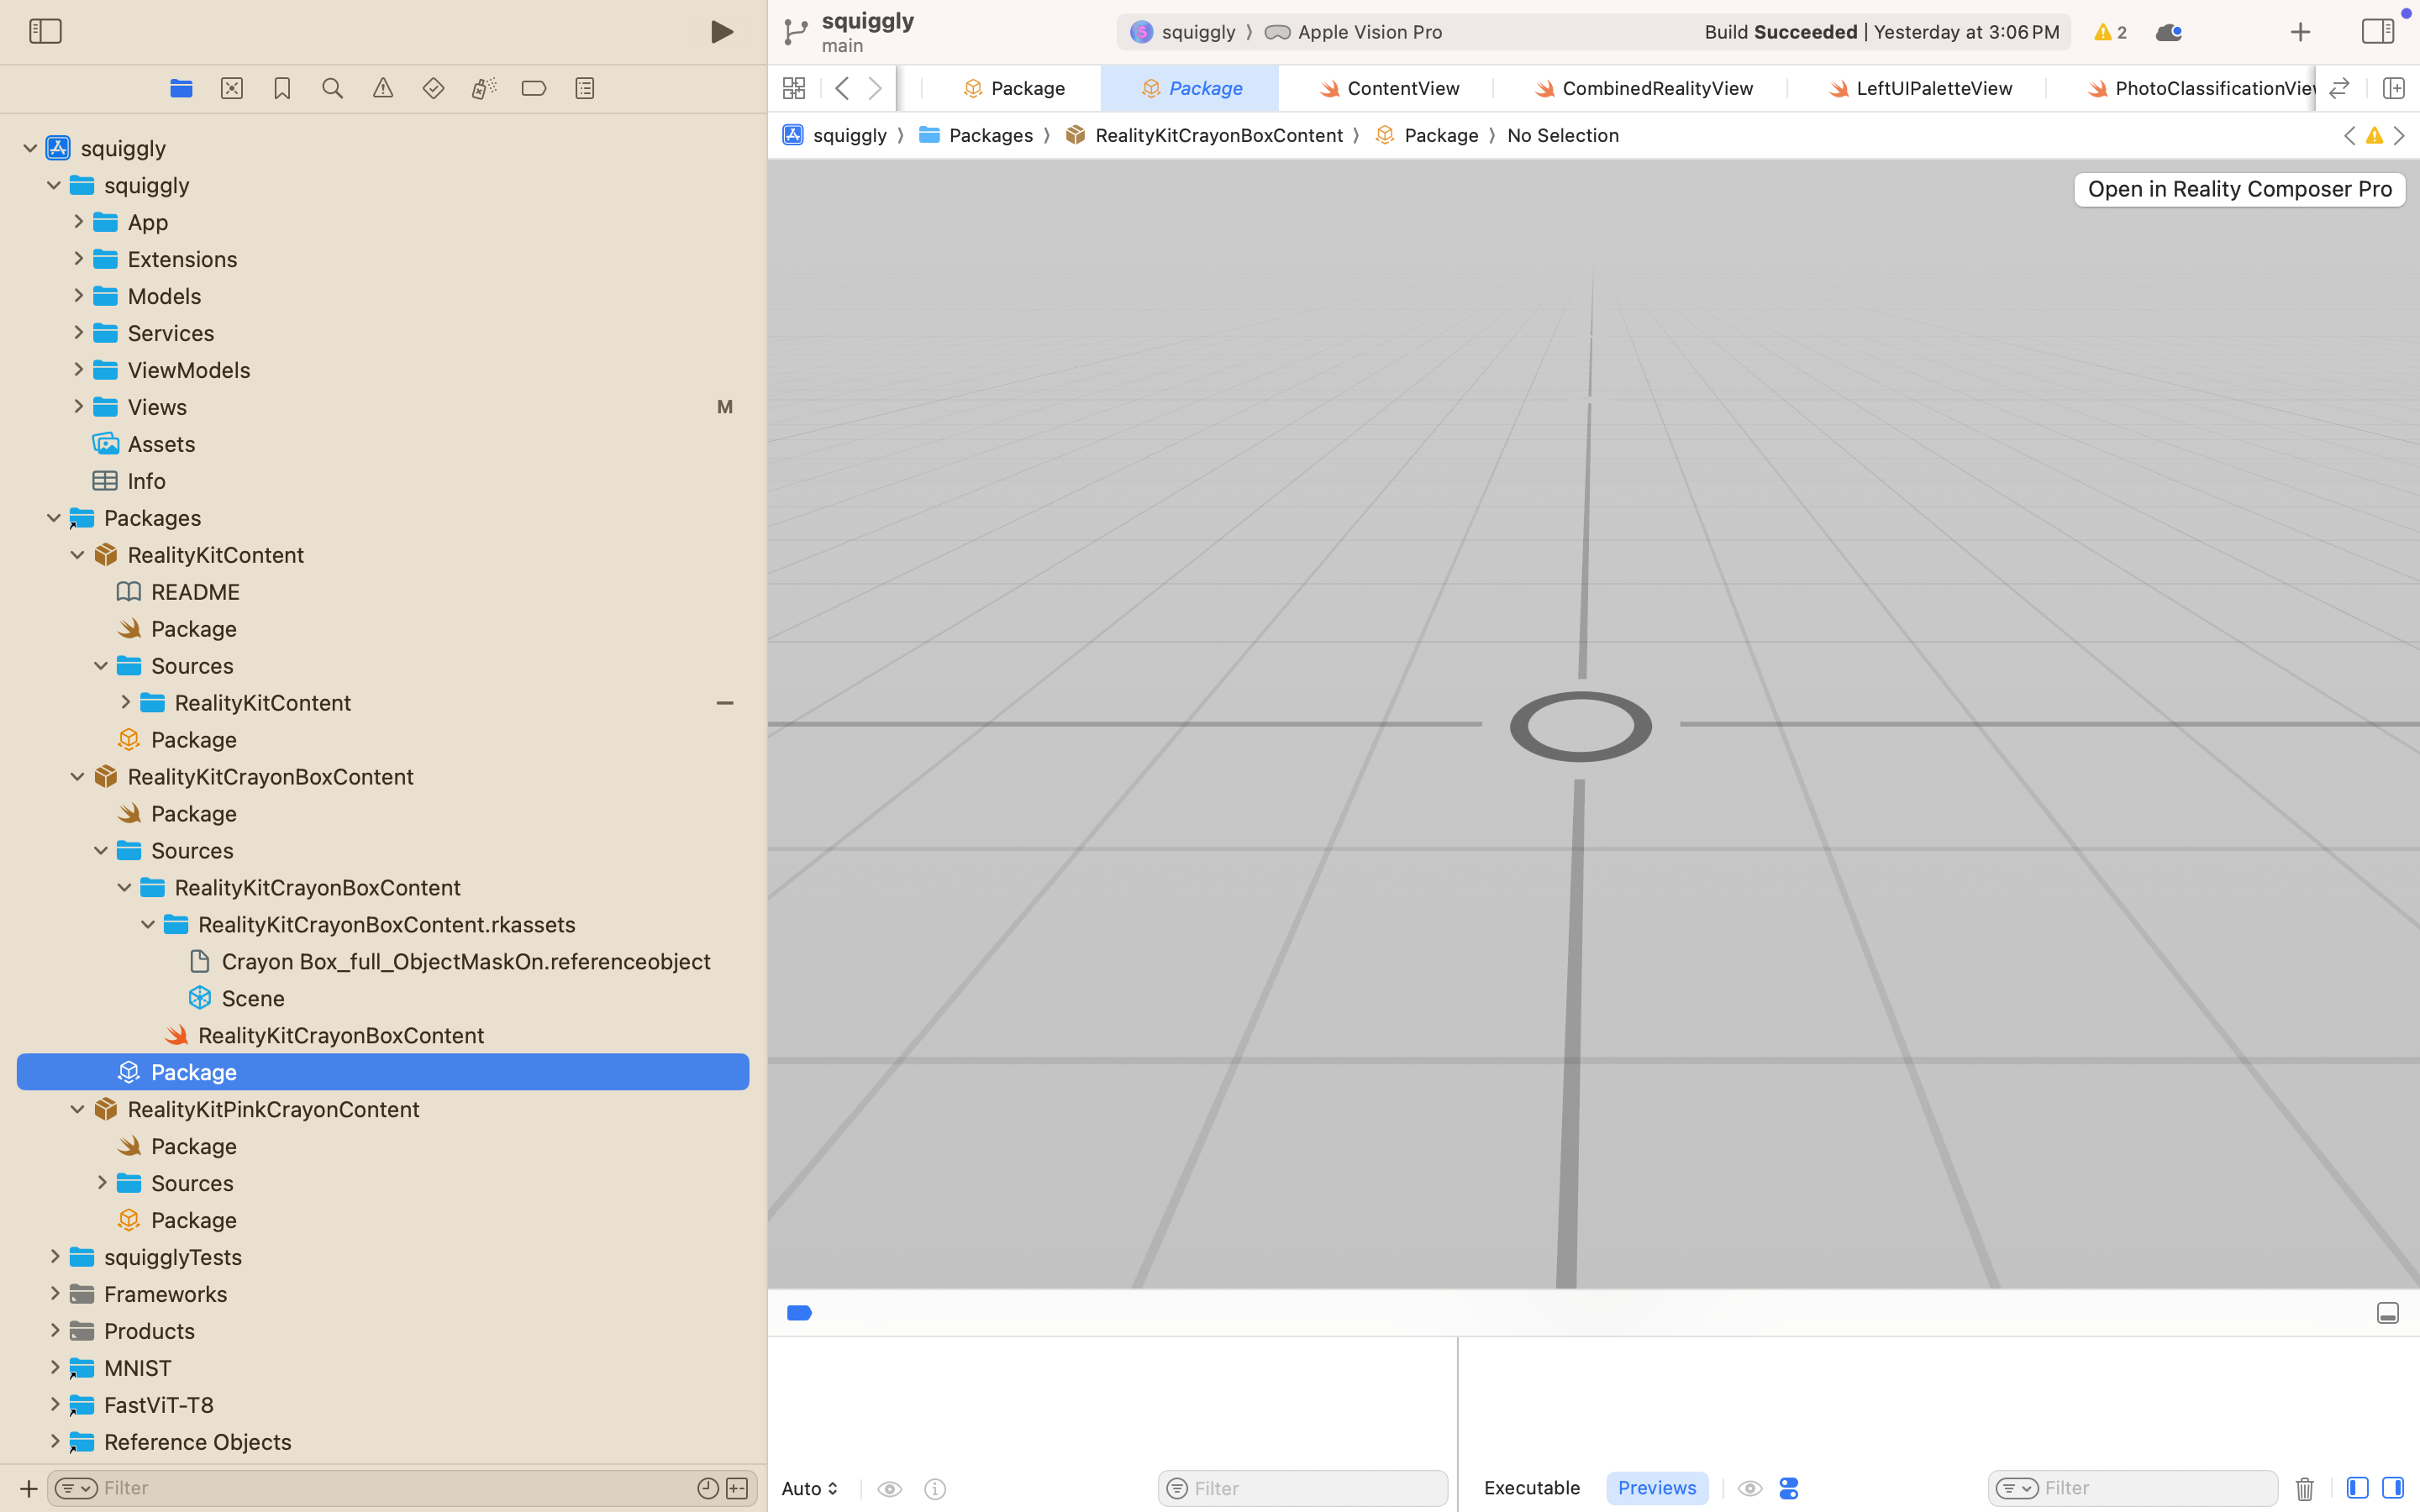 squiggly
main
squiggly 〉 Apple Vision Pro
Build Succeeded | Yesterday at 3:06 PM
2
Package
Package
ContentView
CombinedRealityView
LeftUIPaletteView
PhotoClassificationVie
squiggly 〉 Packages 〉 RealityKitCrayonBoxContent 〉 Package 〉 No Selection
Open in Reality Composer Pro
squiggly
squiggly
App
Extensions
Models
Services
ViewModels
Views M
Assets
Info
Packages
RealityKitContent
README
Package
Sources
RealityKitContent
Package
RealityKitCrayonBoxContent
Package
Sources
RealityKitCrayonBoxContent
RealityKitCrayonBoxContent.rkassets
Crayon Box_full_ObjectMaskOn.referenceobject
Scene
RealityKitCrayonBoxContent
Package
RealityKitPinkCrayonContent
Package
Sources
Package
squigglyTests
Frameworks
Products
MNIST
FastViT-T8
Reference Objects
Filter
Auto
Filter
Executable
Previews
Filter